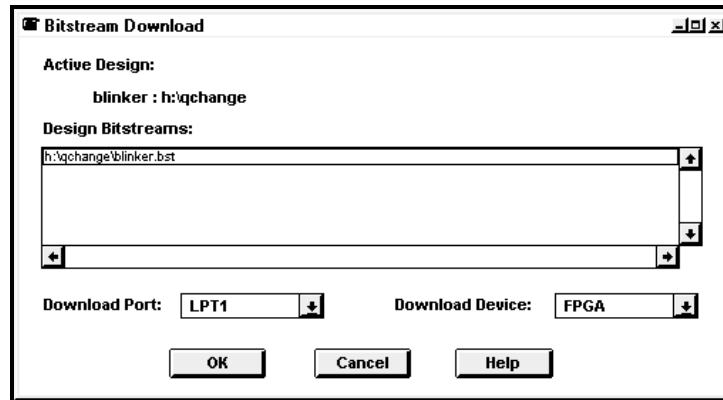 Bitstream Download
Active Design:
blinker : h:\qchange
Design Bitstreams:
h:\qchange\blinker.bst
Download Port: LPT1 Download Device: FPGA
OK Cancel Help